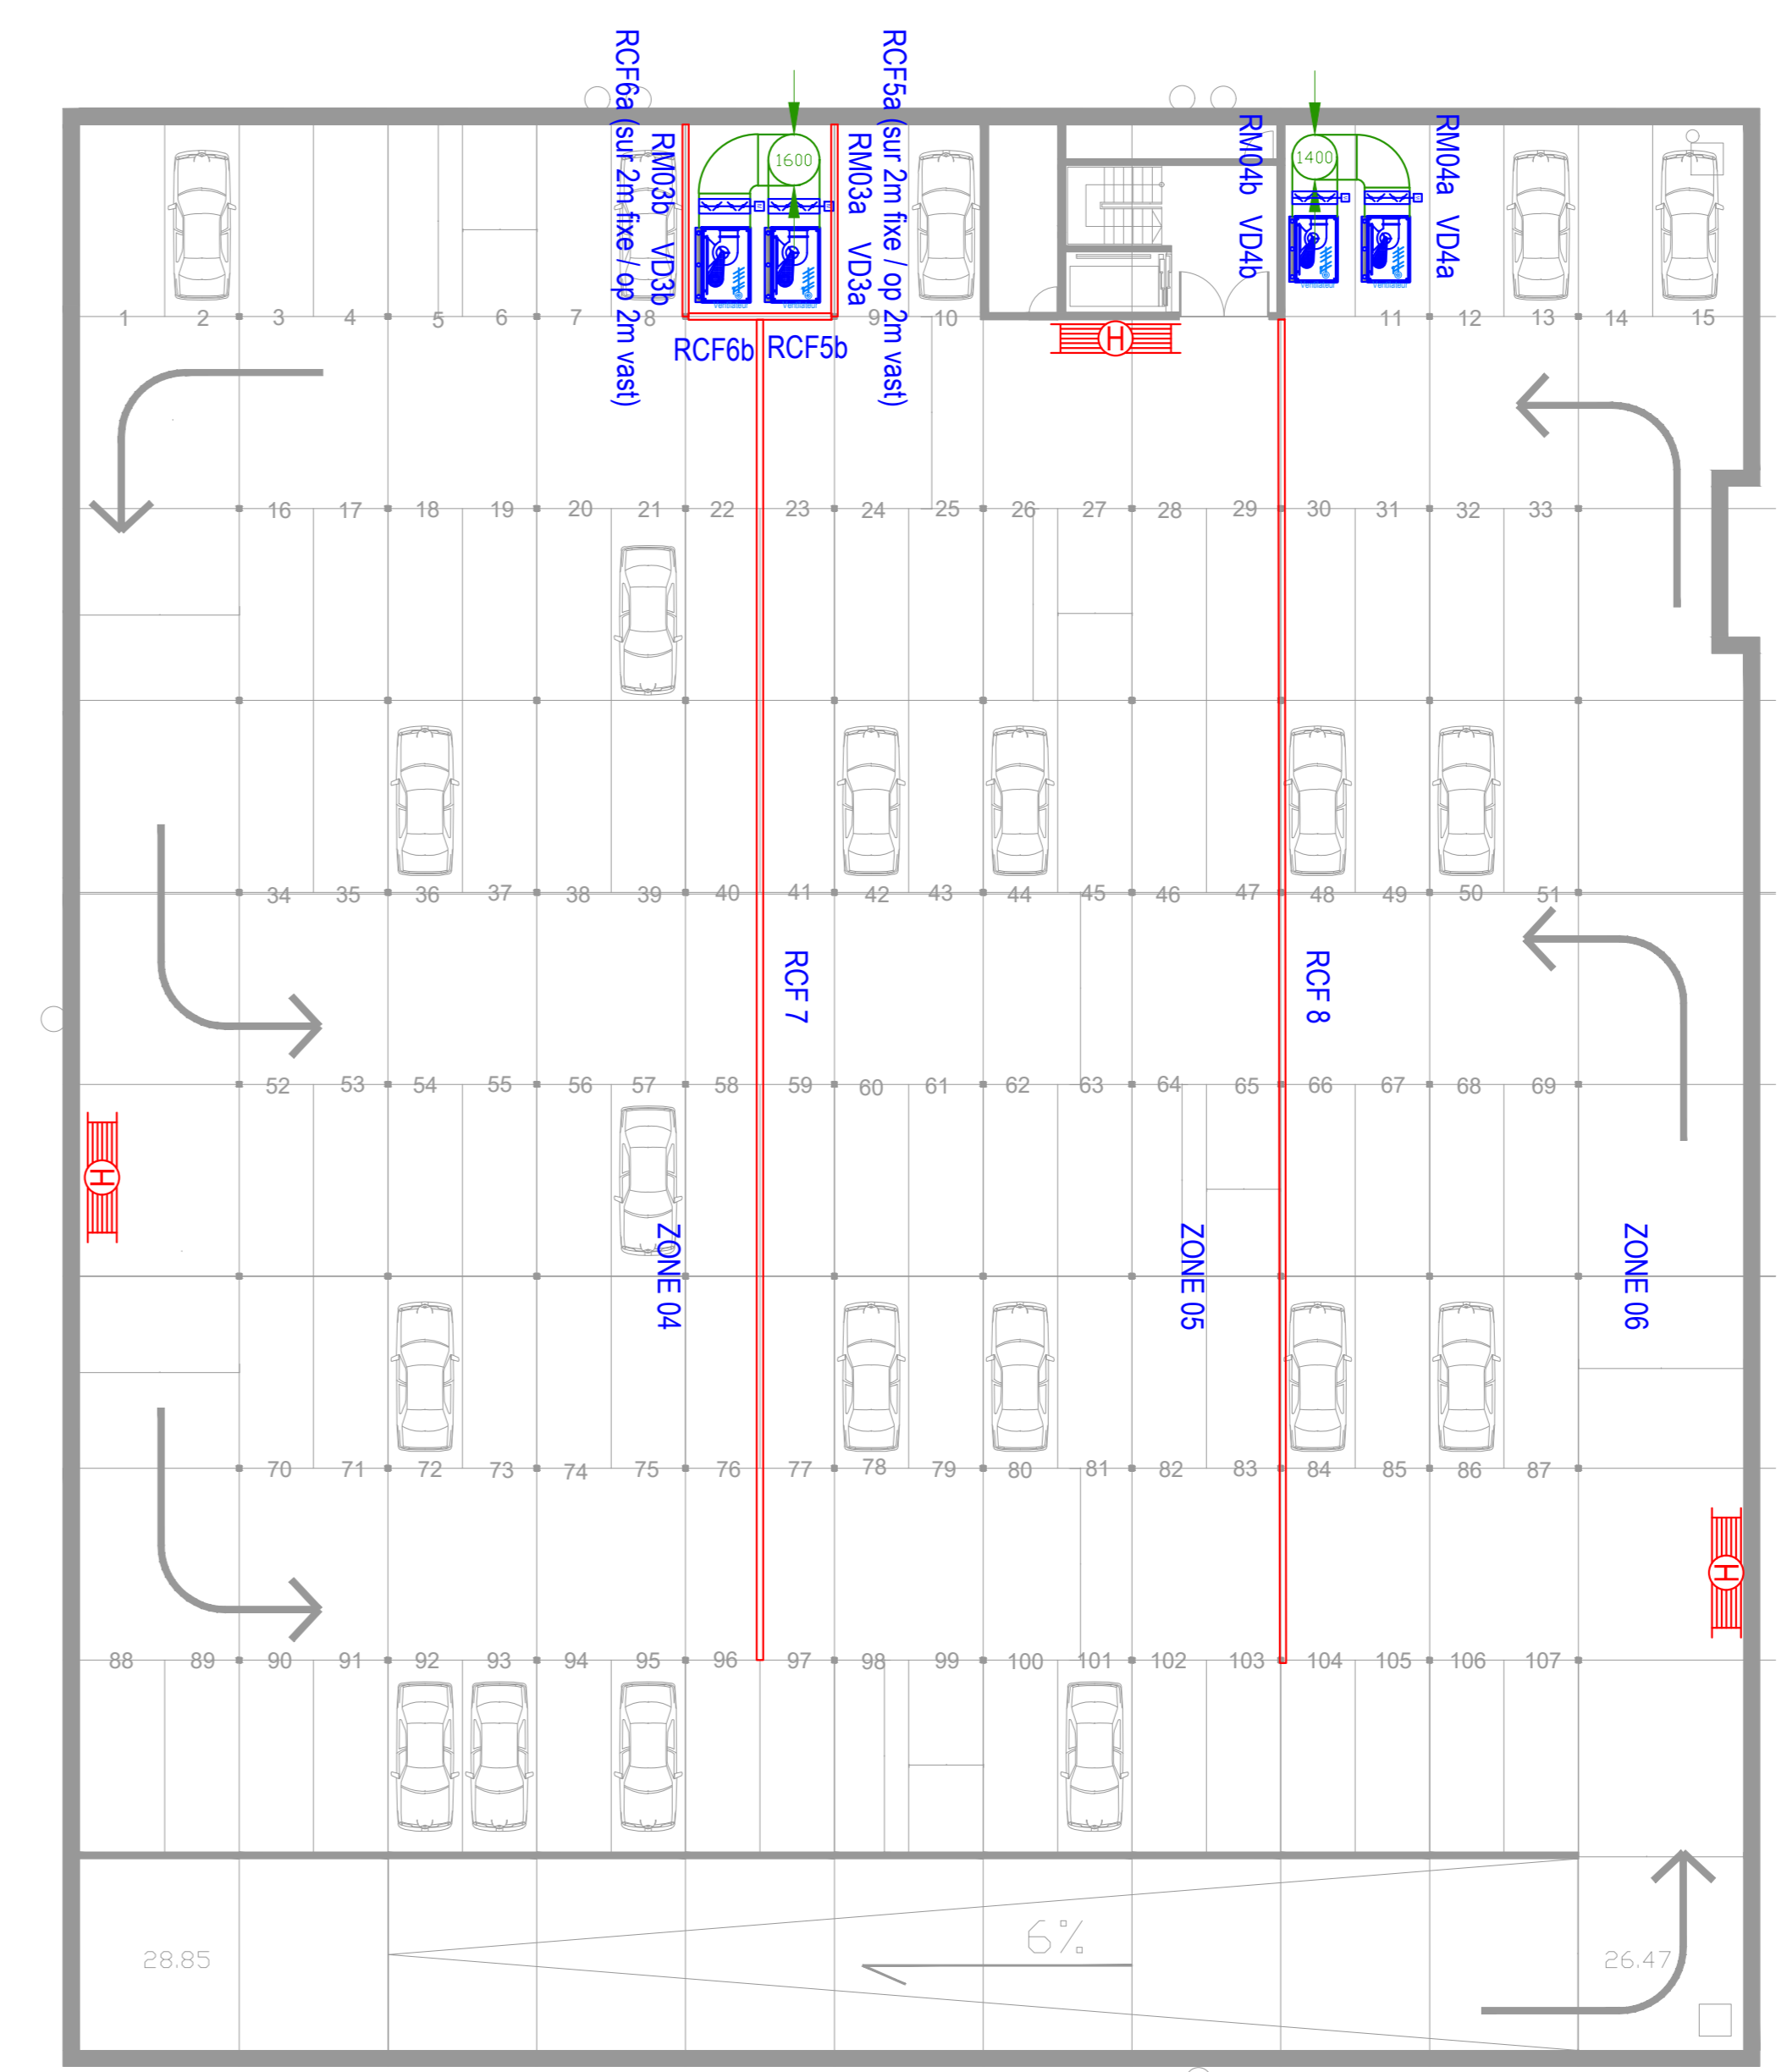 RCF6a (sur 2m fixe / op 2m vast)
RM03b VD3b
1600
RM03a VD3a
RCF5a (sur 2m fixe / op 2m vast)
RM04b VD4b
1400
RM04a VD4a
ventilateur
ventilateur
ventilateur
ventilateur
1 2 3 4 5 6 7 8 9 10 11 12 13 14 15
RCF6b RCF5b
H
16 17 18 19 20 21 22 23 24 25 26 27 28 29 30 31 32 33
34 35 36 37 38 39 40 41 42 43 44 45 46 47 48 49 50 51
RCF 7
RCF 8
52 53 54 55 56 57 58 59 60 61 62 63 64 65 66 67 68 69
H
ZONE 04
ZONE 05
ZONE 06
70 71 72 73 74 75 76 77 78 79 80 81 82 83 84 85 86 87
H
88 89 90 91 92 93 94 95 96 97 98 99 100 101 102 103 104 105 106 107
6%
28.85
26.47